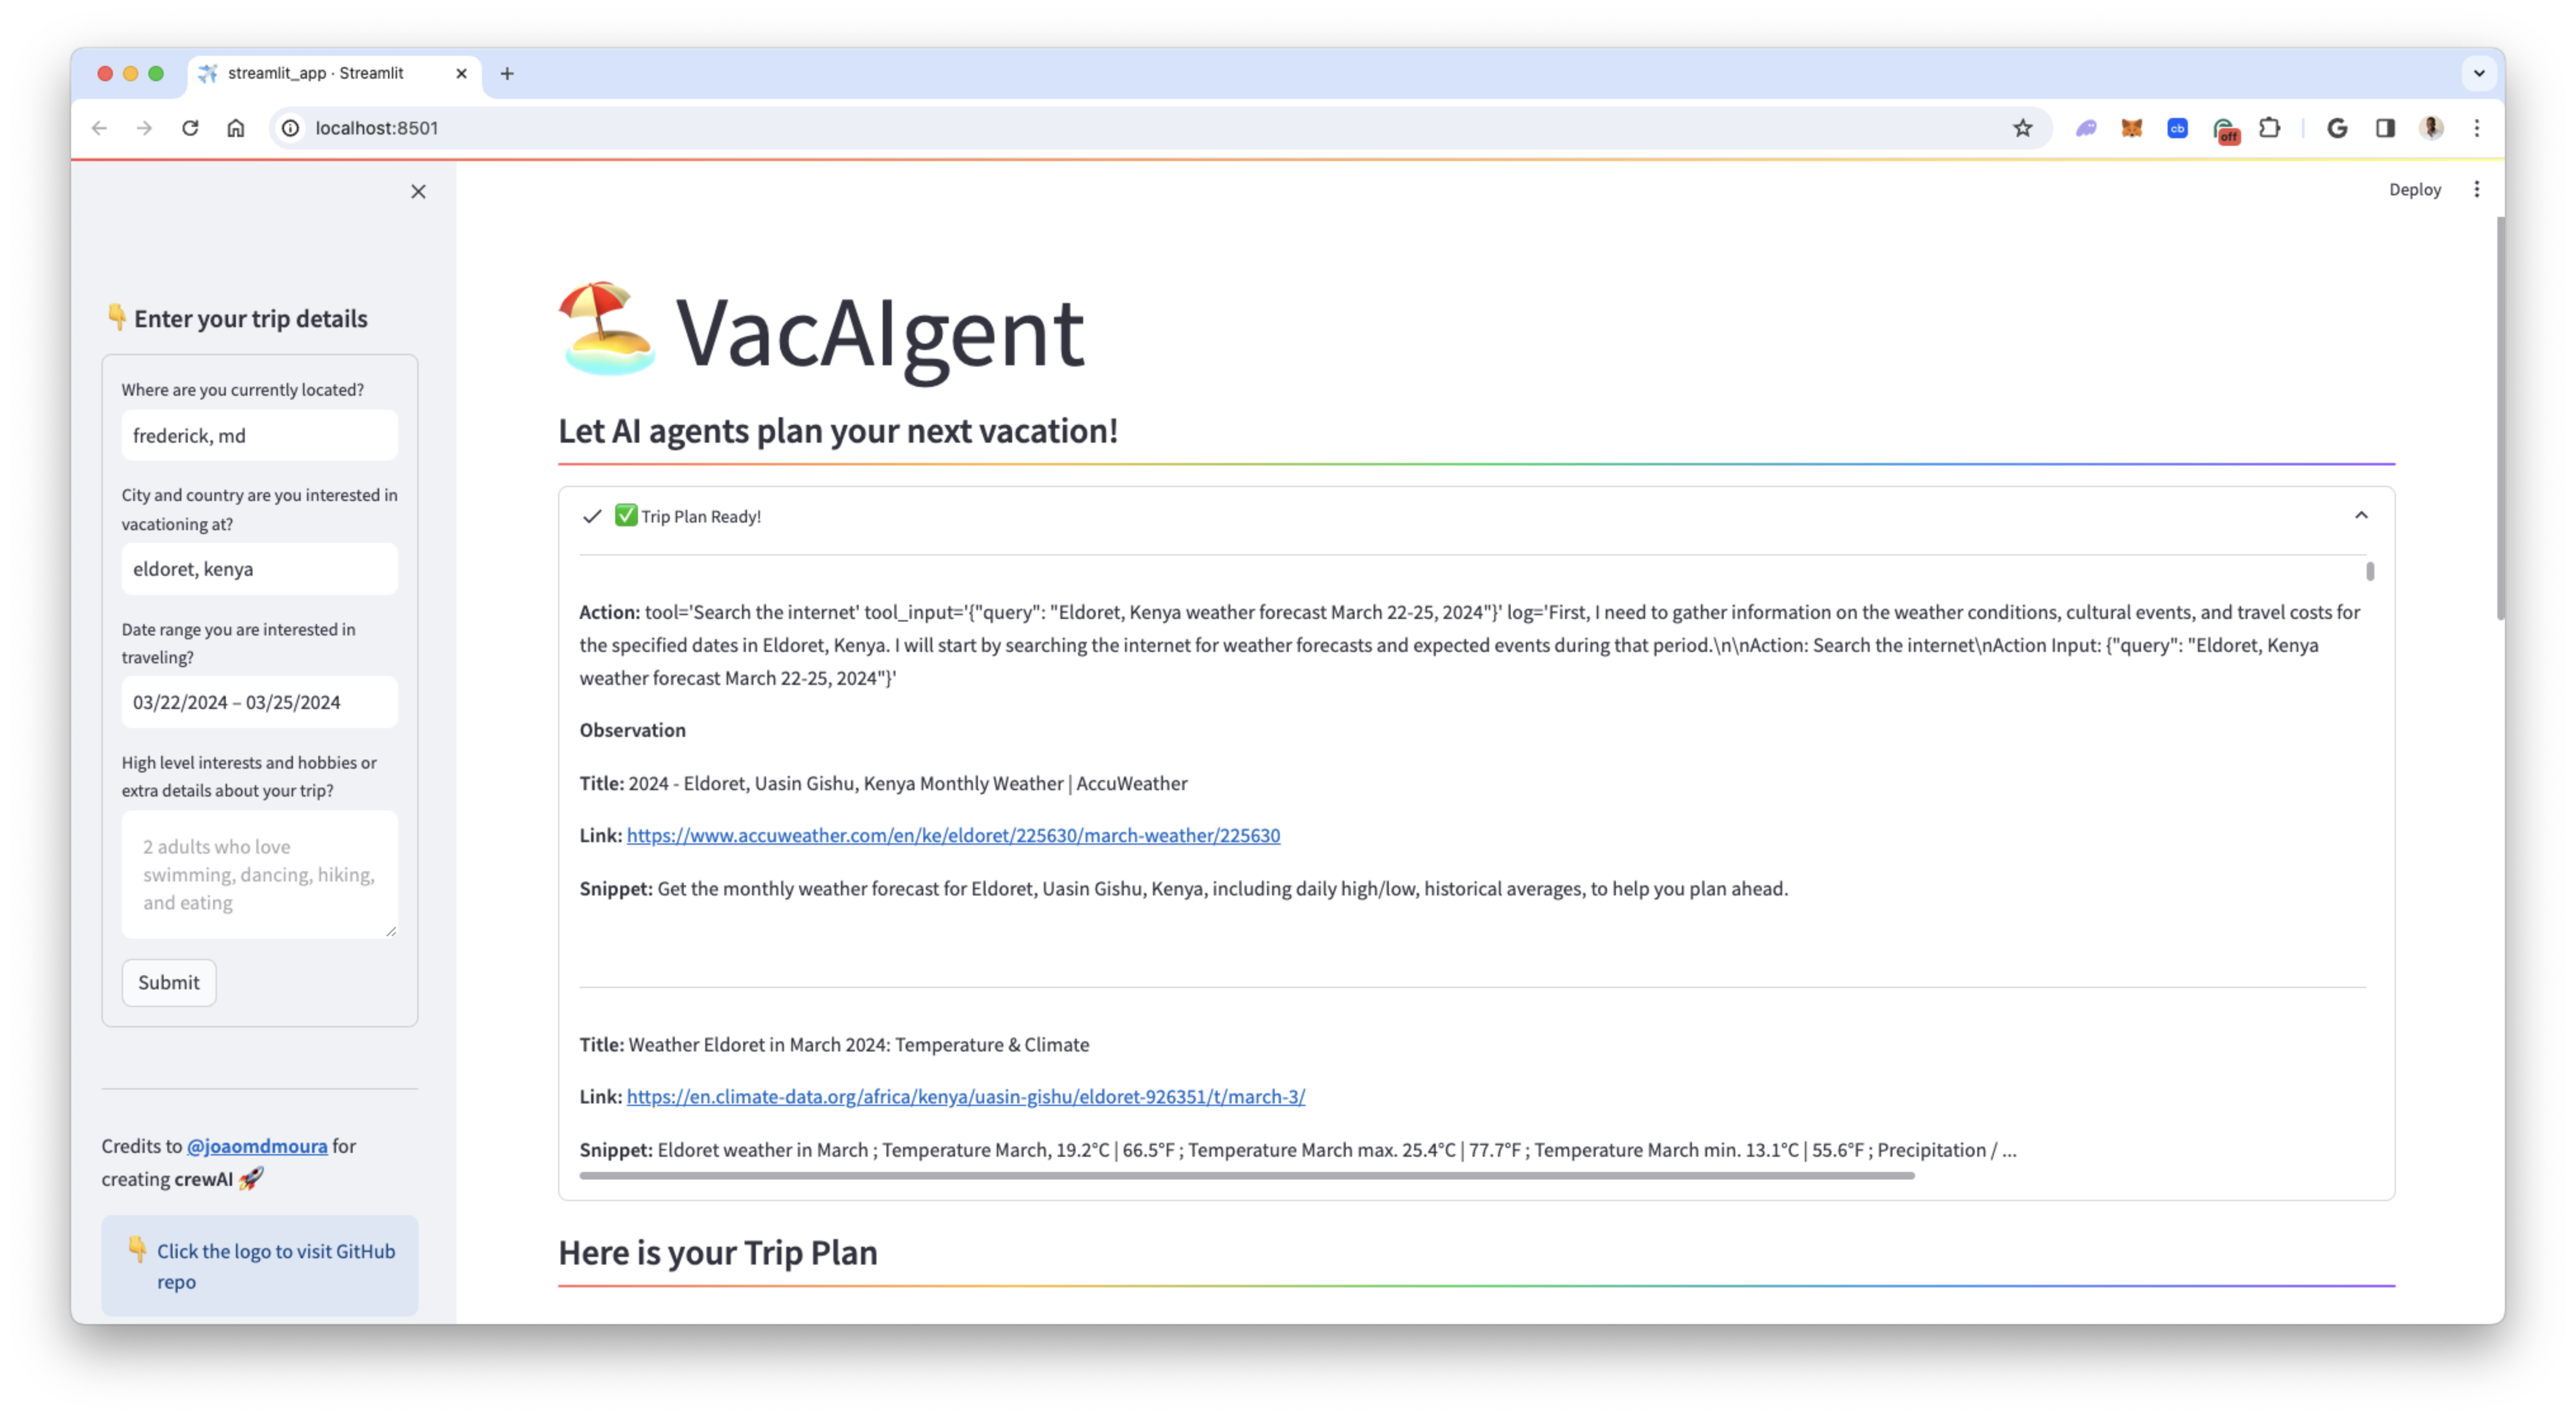 streamlit_app · Streamlit
localhost:8501
cb
off
Deploy
👇 Enter your trip details
Where are you currently located?
frederick, md
City and country are you interested in
vacationing at?
eldoret, kenya
Date range you are interested in
traveling?
03/22/2024 – 03/25/2024
High level interests and hobbies or
extra details about your trip?
2 adults who love
swimming, dancing, hiking,
and eating
Submit
Credits to @joaomdmoura for
creating crewAI 🚀
👇 Click the logo to visit GitHub
repo
🏖️ VacAIgent
Let AI agents plan your next vacation!
✅ Trip Plan Ready!
Action: tool='Search the internet' tool_input='{"query": "Eldoret, Kenya weather forecast March 22-25, 2024"}' log='First, I need to gather information on the weather conditions, cultural events, and travel costs for
the specified dates in Eldoret, Kenya. I will start by searching the internet for weather forecasts and expected events during that period.\n\nAction: Search the internet\nAction Input: {"query": "Eldoret, Kenya
weather forecast March 22-25, 2024"}'
Observation
Title: 2024 - Eldoret, Uasin Gishu, Kenya Monthly Weather | AccuWeather
Link: https://www.accuweather.com/en/ke/eldoret/225630/march-weather/225630
Snippet: Get the monthly weather forecast for Eldoret, Uasin Gishu, Kenya, including daily high/low, historical averages, to help you plan ahead.
Title: Weather Eldoret in March 2024: Temperature & Climate
Link: https://en.climate-data.org/africa/kenya/uasin-gishu/eldoret-926351/t/march-3/
Snippet: Eldoret weather in March ; Temperature March, 19.2°C | 66.5°F ; Temperature March max. 25.4°C | 77.7°F ; Temperature March min. 13.1°C | 55.6°F ; Precipitation / ...
Here is your Trip Plan